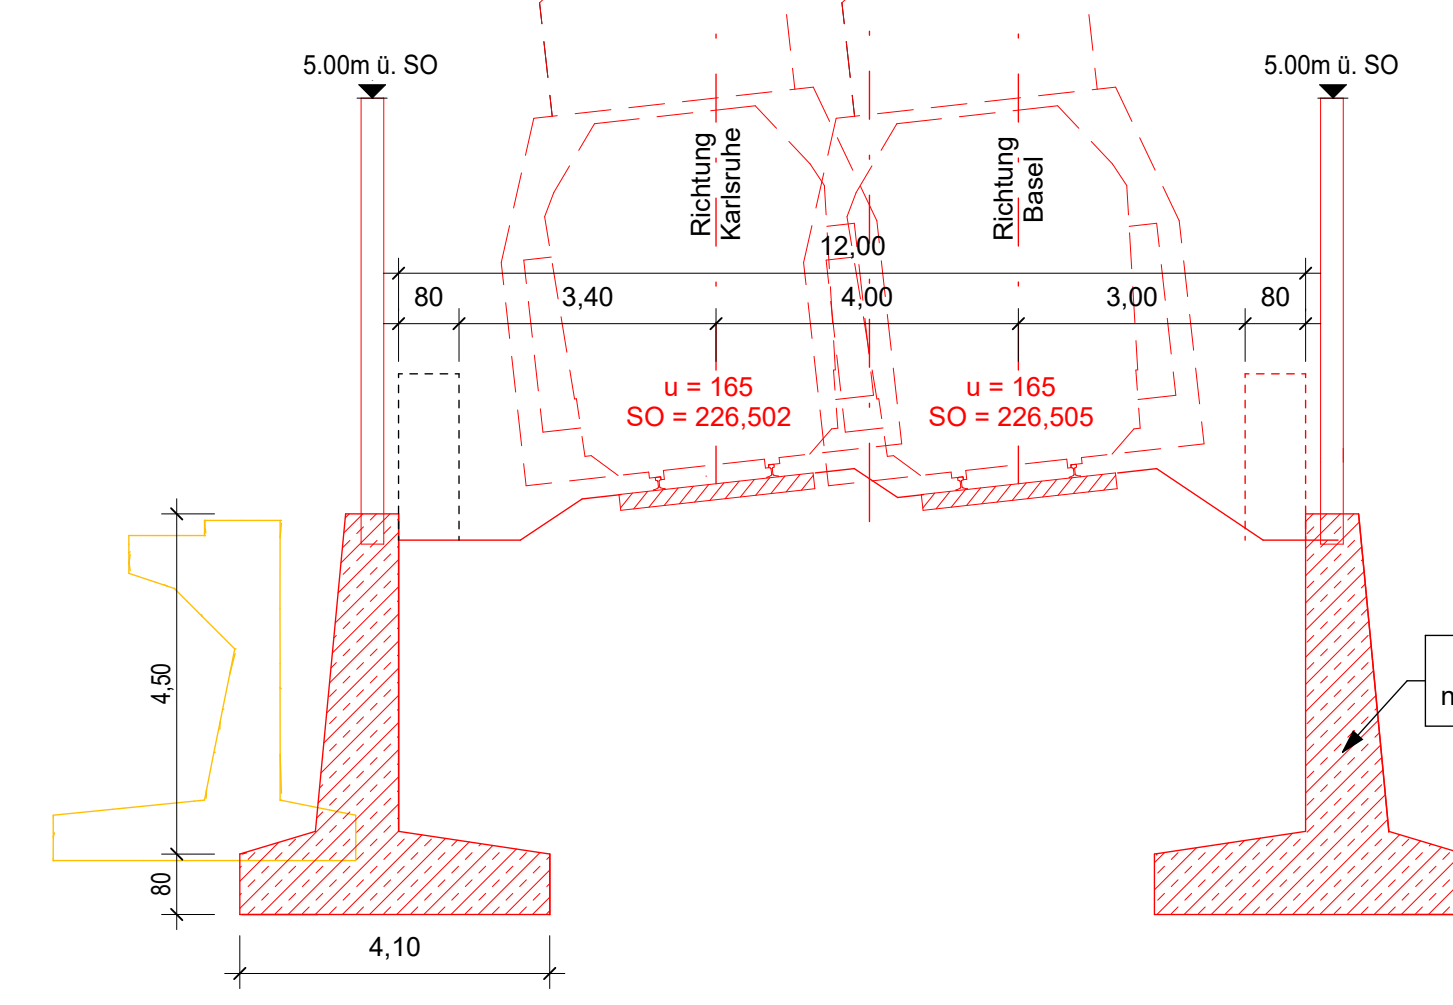 5.00m ü. SO
5.00m ü. SO
Richtung
Karlsruhe
Richtung
Basel
12,00
80
3,40
4,00
3,00
80
u = 165
SO = 226,502
u = 165
SO = 226,505
4,50
n
80
4,10